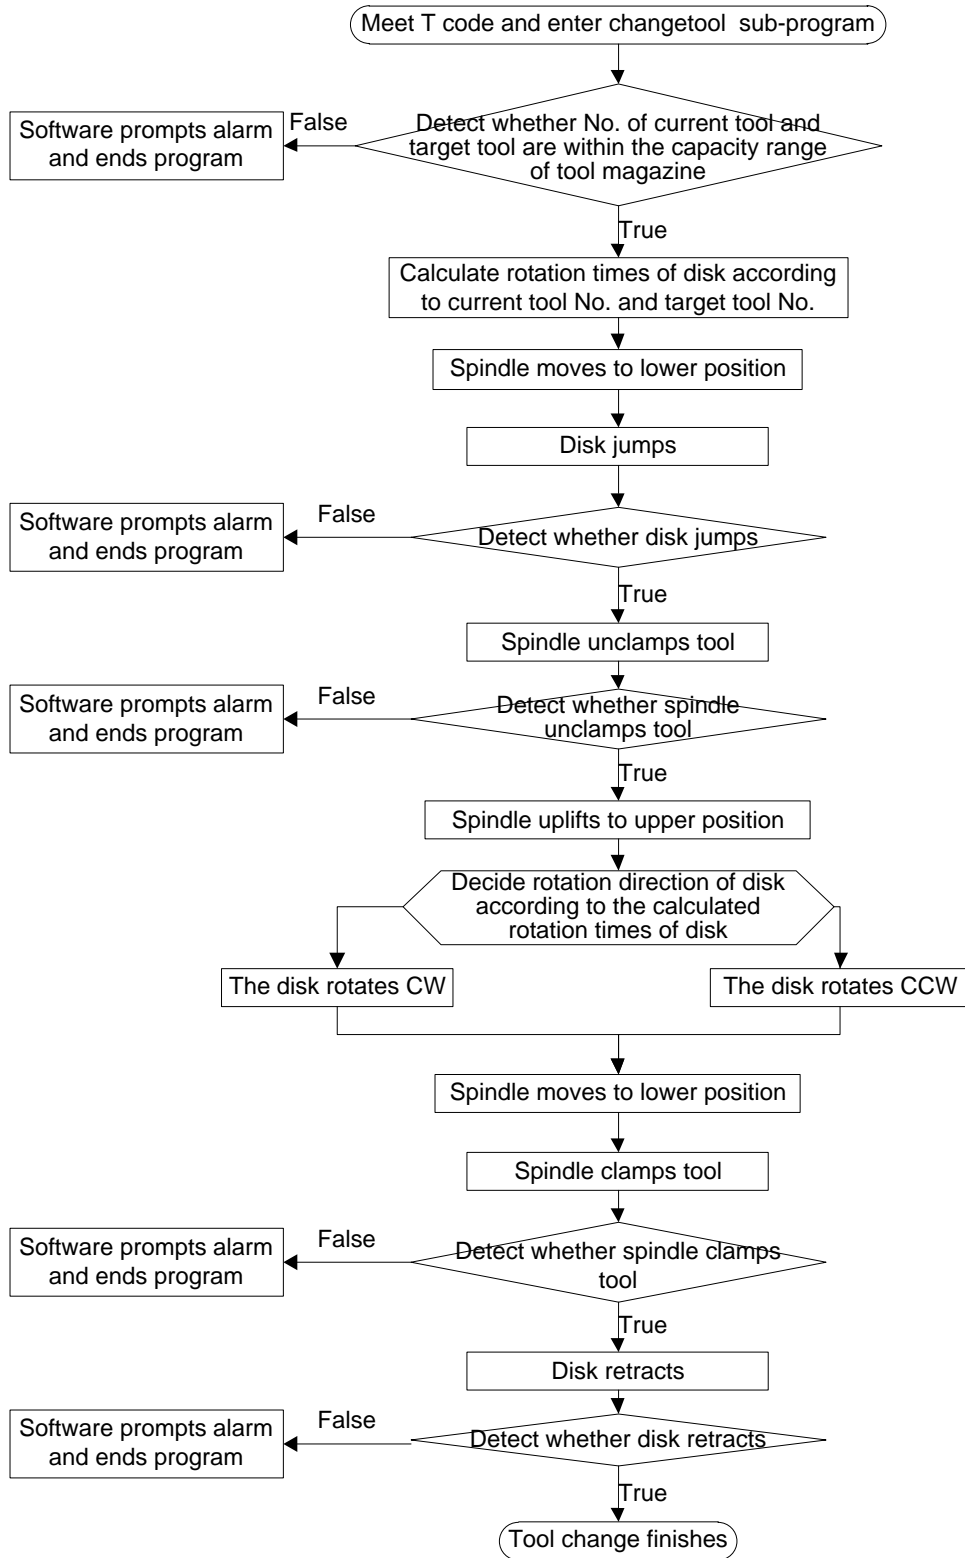 Meet T code and enter changetool  sub-program
Software prompts alarm
and ends program
False
Detect whether No. of current tool and
target tool are within the capacity range
of tool magazine
True
Calculate rotation times of disk according
to current tool No. and target tool No.
Spindle moves to lower position
Disk jumps
Software prompts alarm
and ends program
False
Detect whether disk jumps
True
Spindle unclamps tool
Software prompts alarm
and ends program
False
Detect whether spindle
unclamps tool
True
Spindle uplifts to upper position
Decide rotation direction of disk
according to the calculated
rotation times of disk
The disk rotates CW
The disk rotates CCW
Spindle moves to lower position
Spindle clamps tool
Software prompts alarm
and ends program
False
Detect whether spindle clamps
tool
True
Disk retracts
Software prompts alarm
and ends program
False
Detect whether disk retracts
True
Tool change finishes